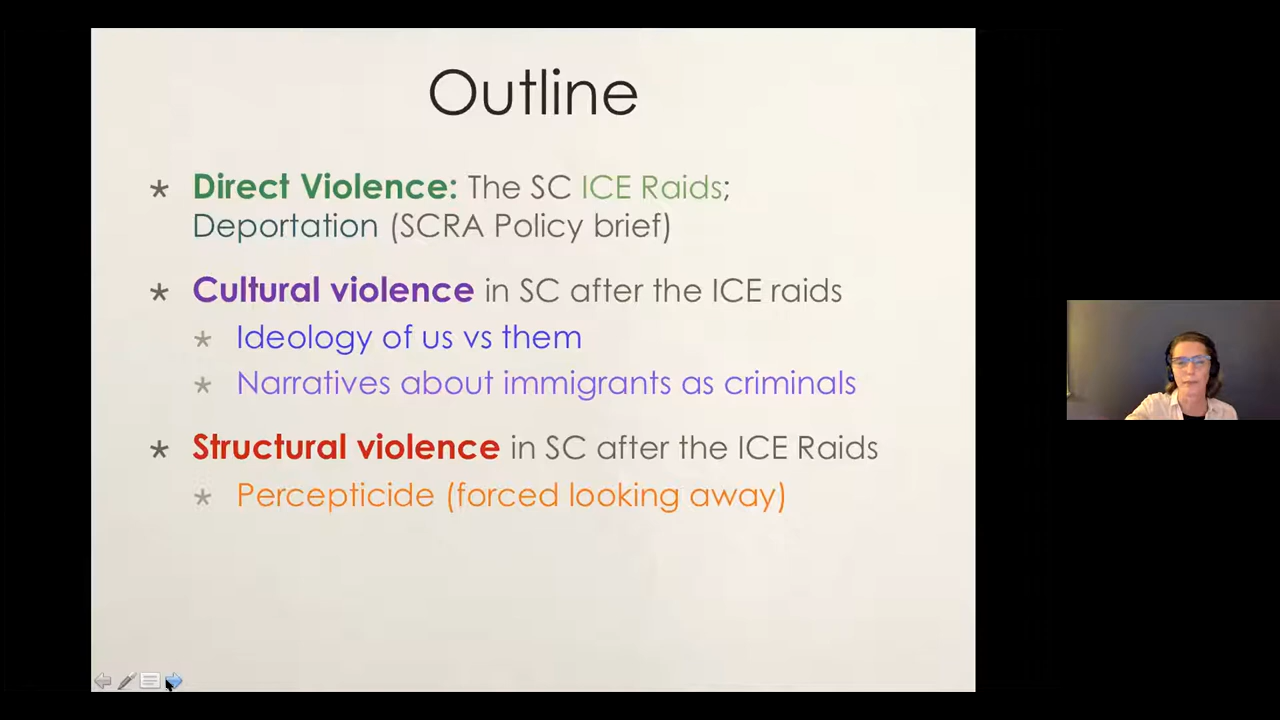 Outline
* Direct Violence: The SC ICE Raids;
Deportation (SCRA Policy brief)
* Cultural violence in SC after the ICE raids
* Ideology of us vs them
* Narratives about immigrants as criminals
* Structural violence in SC after the ICE Raids
* Percepticide (forced looking away)